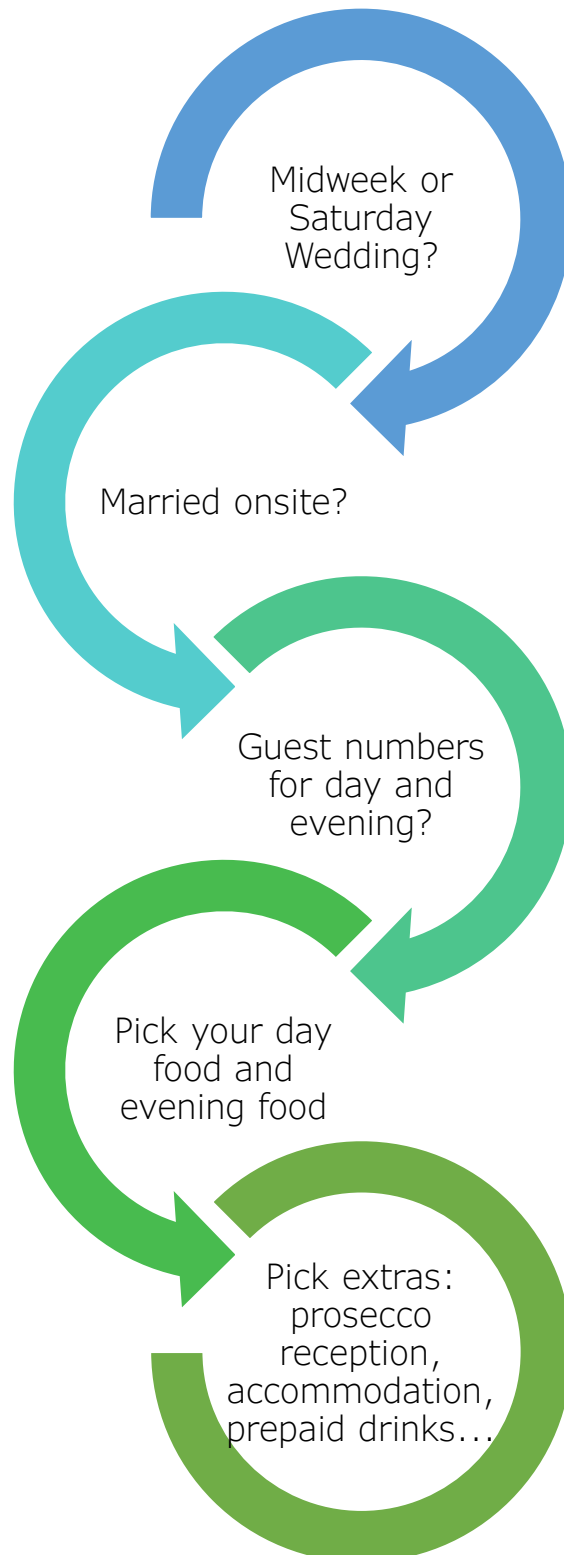 Midweek or
Saturday
Wedding?
Married onsite?
Guest numbers
for day and
evening?
Pick your day
food and
evening food
Pick extras:
prosecco
reception,
accommodation,
prepaid drinks...